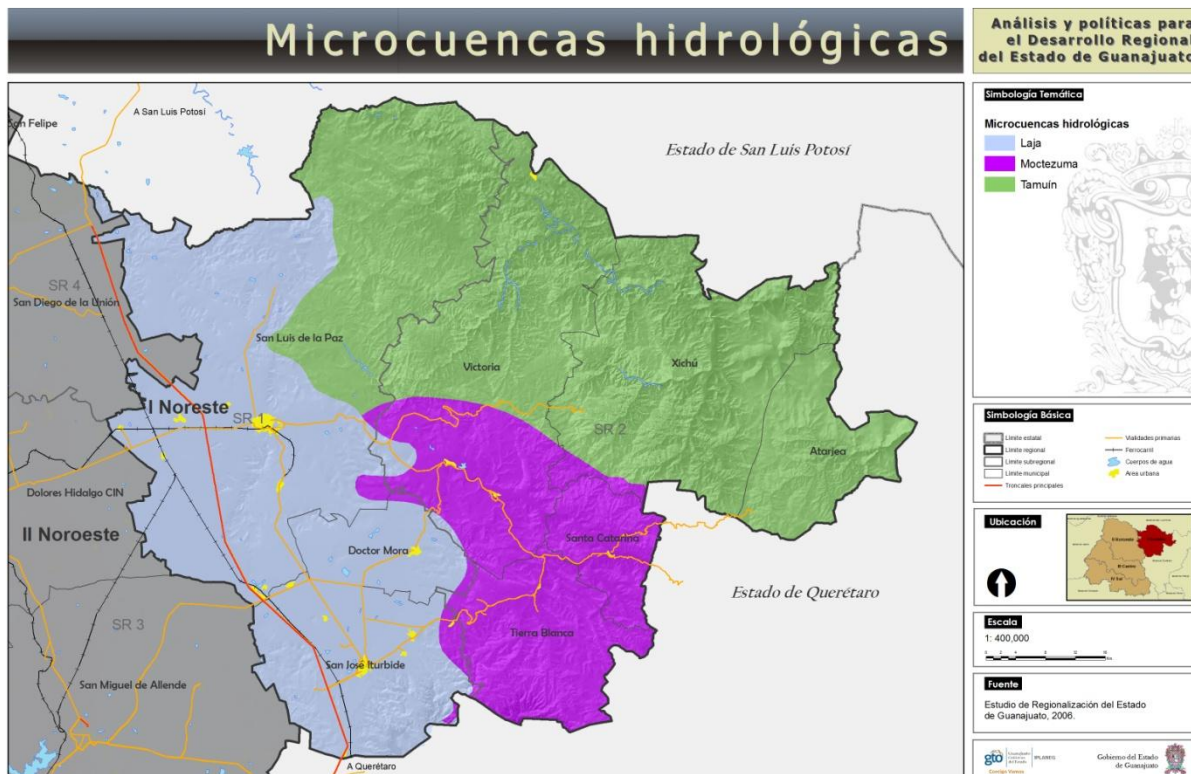 Microcuencas hidrológicas
Análisis y políticas para
el Desarrollo Regional
del Estado de Guanajuato
A San Luis Potosí
San Felipe
Estado de San Luis Potosí
SR 4
San Diego de la Unión
San Luis de la Paz
Victoria
Xichú
I Noreste
SR 1
SR 2
Atarjea
Dolores Hidalgo CIN
II Noroeste
Doctor Mora
Santa Catarina
Estado de Querétaro
SR 3
Tierra Blanca
San José Iturbide
San Miguel de Allende
A Querétaro
Simbología Temática
Microcuencas hidrológicas
Laja
Moctezuma
Tamuín
Simbología Básica
Límite estatal
Límite regional
Límite subregional
Límite municipal
Troncales principales
Vialidades primarias
Ferrocarril
Cuerpos de agua
Area urbana
Ubicación
Escala
1: 400,000
Fuente
Estudio de Regionalización del Estado
de Guanajuato, 2006.
gto
IPLANEG
Contigo Vamos
Gobierno del Estado
de Guanajuato